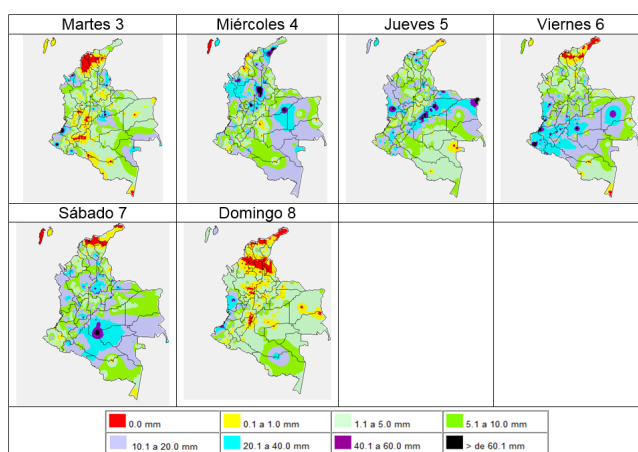 Martes 3
Miércoles 4
Jueves 5
Viernes 6
Sábado 7
Domingo 8
0.0 mm
0.1 a 1.0 mm
1.1 a 5.0 mm
5.1 a 10.0 mm
10.1 a 20.0 mm
20.1 a 40.0 mm
40.1 a 60.0 mm
> de 60.1 mm